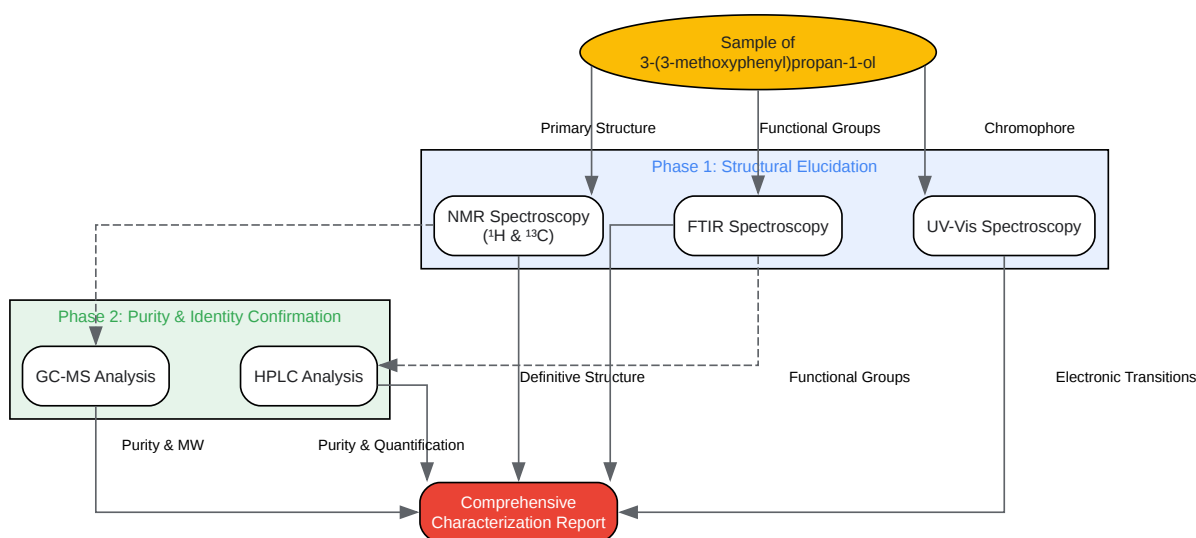 Sample of
3-(3-methoxyphenyl)propan-1-ol
Primary Structure
Functional Groups
Chromophore
Phase 1: Structural Elucidation
NMR Spectroscopy
(¹H & ¹³C)
FTIR Spectroscopy
UV-Vis Spectroscopy
Phase 2: Purity & Identity Confirmation
GC-MS Analysis
HPLC Analysis
Definitive Structure
Functional Groups
Electronic Transitions
Purity & MW
Purity & Quantification
Comprehensive
Characterization Report